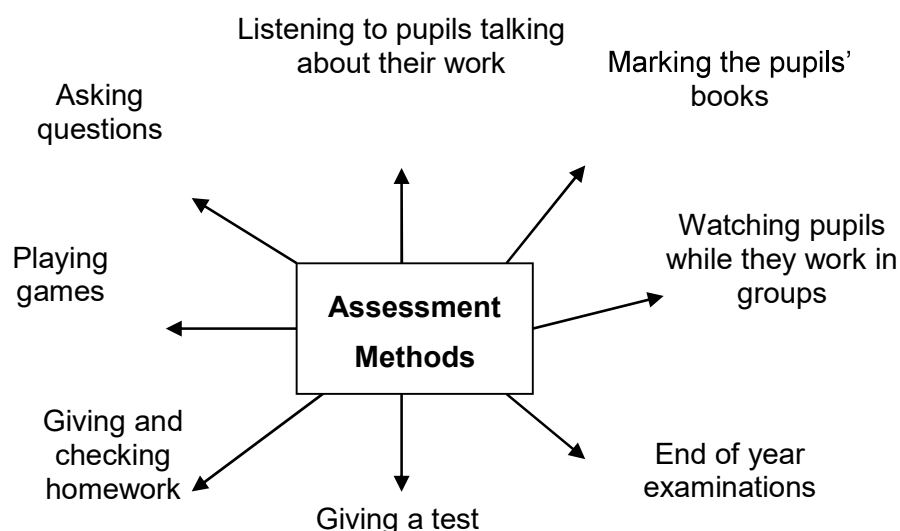 Listening to pupils talking
about their work
Marking the pupils'
books
Asking
questions
Watching pupils
while they work in
groups
Playing
games
Assessment
Methods
Giving and
checking
homework
End of year
examinations
Giving a test